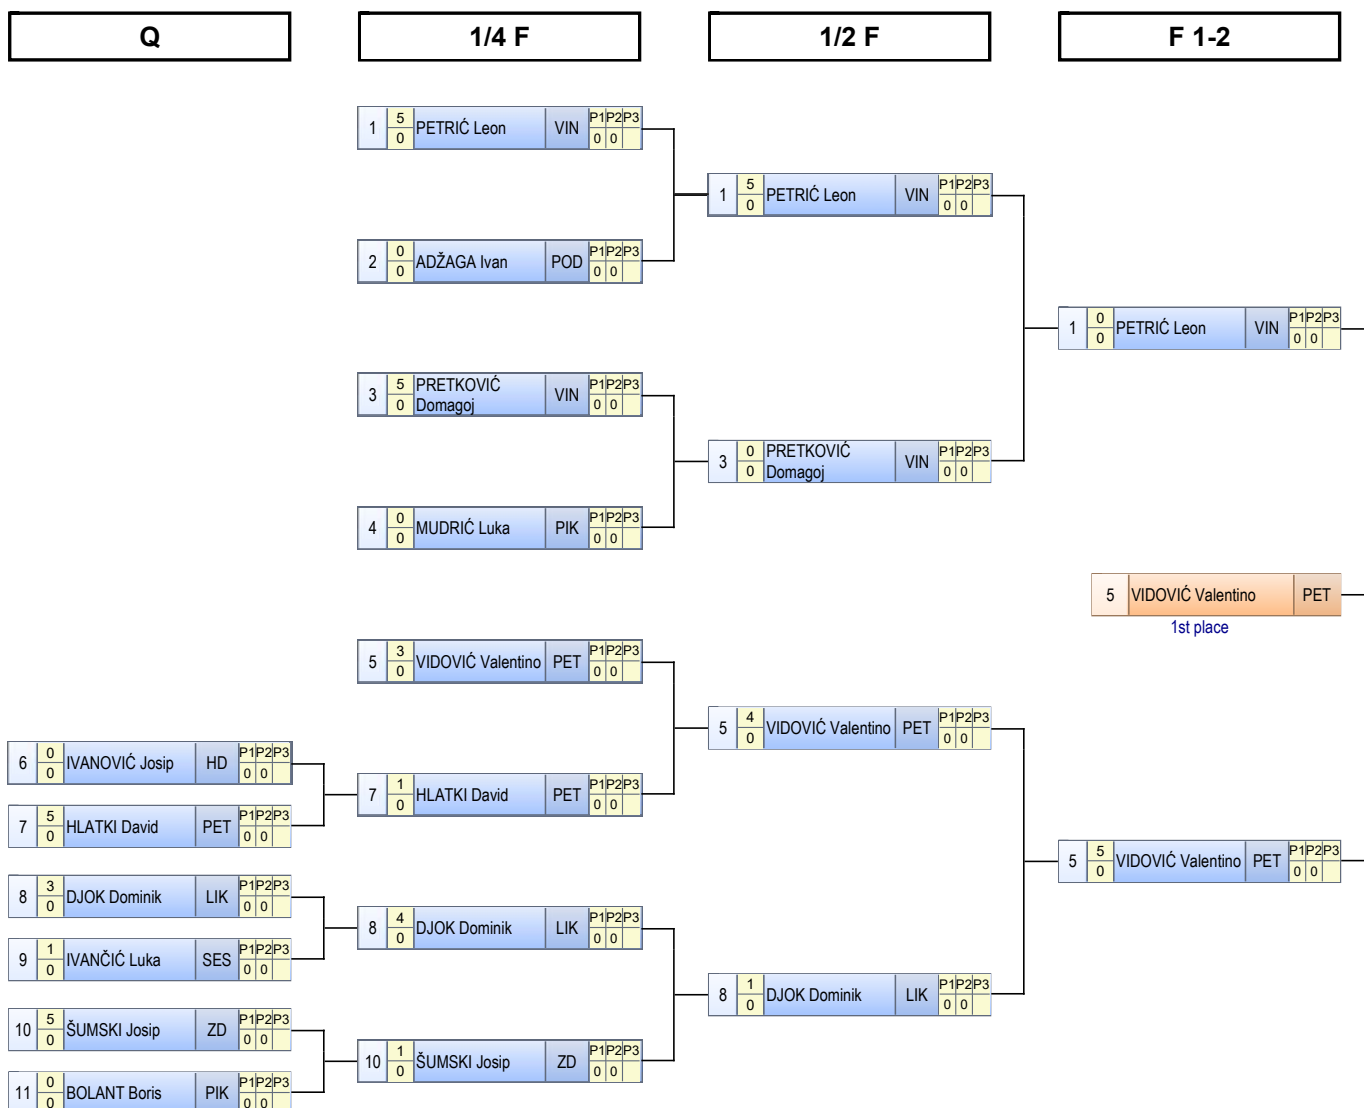 Q
1/4 F
1/2 F
F 1-2
1 5 0 PETRIĆ Leon VIN P1 P2 P3 0 0
2 0 0 ADŽAGA Ivan POD P1 P2 P3 0 0
3 5 0 PRETKOVIĆ Domagoj VIN P1 P2 P3 0 0
4 0 0 MUDRIĆ Luka PIK P1 P2 P3 0 0
5 3 0 VIDOVIĆ Valentino PET P1 P2 P3 0 0
6 0 0 IVANOVIĆ Josip HD P1 P2 P3 0 0
7 5 0 HLATKI David PET P1 P2 P3 0 0
8 3 0 DJOK Dominik LIK P1 P2 P3 0 0
9 1 0 IVANČIĆ Luka SES P1 P2 P3 0 0
10 5 0 ŠUMSKI Josip ZD P1 P2 P3 0 0
11 0 0 BOLANT Boris PIK P1 P2 P3 0 0
7 1 0 HLATKI David PET P1 P2 P3 0 0
8 4 0 DJOK Dominik LIK P1 P2 P3 0 0
10 1 0 ŠUMSKI Josip ZD P1 P2 P3 0 0
1 5 0 PETRIĆ Leon VIN P1 P2 P3 0 0
3 0 0 PRETKOVIĆ Domagoj VIN P1 P2 P3 0 0
5 4 0 VIDOVIĆ Valentino PET P1 P2 P3 0 0
8 1 0 DJOK Dominik LIK P1 P2 P3 0 0
1 0 0 PETRIĆ Leon VIN P1 P2 P3 0 0
5 VIDOVIĆ Valentino PET
1st place
5 5 0 VIDOVIĆ Valentino PET P1 P2 P3 0 0